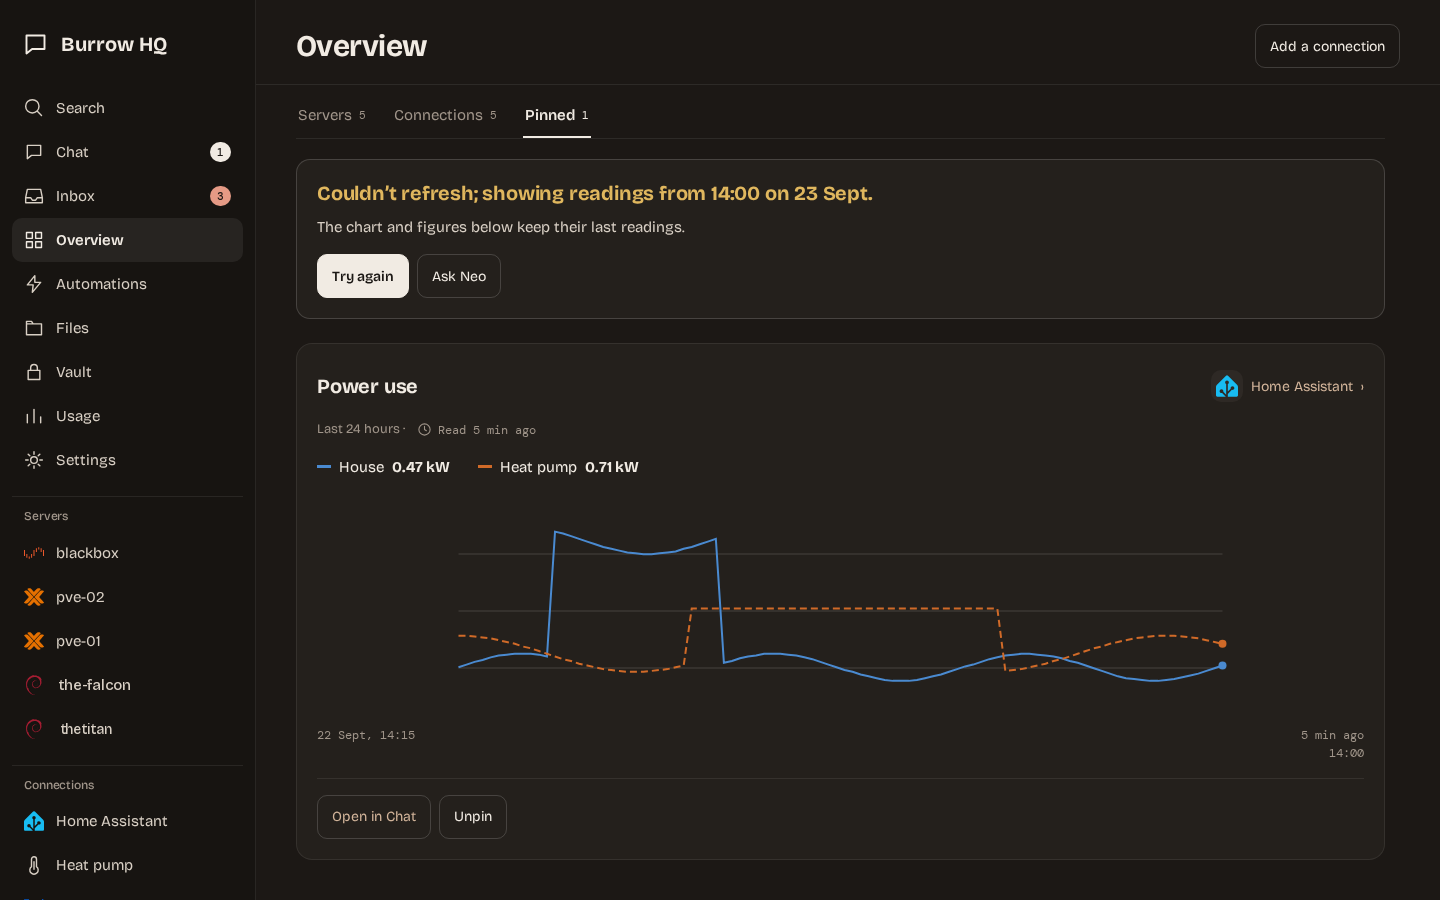 Burrow HQ
Search
Chat 1
Inbox 3
Overview
Automations
Files
Vault
Usage
Settings
Servers
blackbox
pve-02
pve-01
the-falcon
thetitan
Connections
Home Assistant
Heat pump
Overview
Add a connection
Servers 5 Connections 5 Pinned 1
Couldn't refresh; showing readings from 14:00 on 23 Sept.
The chart and figures below keep their last readings.
Try again Ask Neo
Power use
Home Assistant ›
Last 24 hours · Read 5 min ago
House 0.47 kW Heat pump 0.71 kW
22 Sept, 14:15 5 min ago
14:00
Open in Chat Unpin